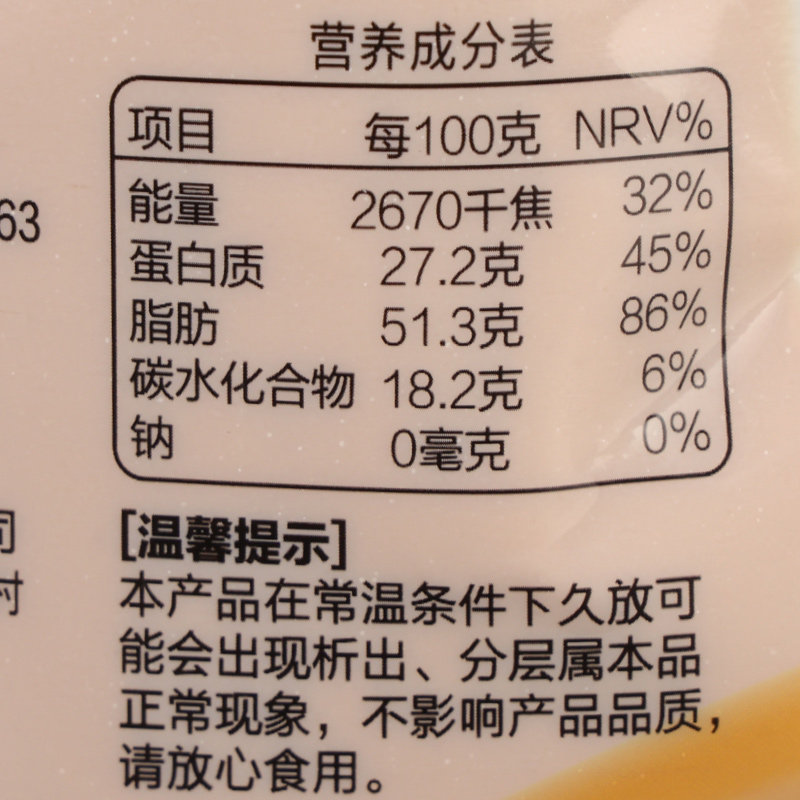 营养成分表
项目 每100克 NRV%
能量 2670千焦 32%
蛋白质 27.2克 45%
脂肪 51.3克 86%
碳水化合物 18.2克 6%
钠 0毫克 0%
63
[温馨提示]
司
本产品在常温条件下久放可
村
能会出现析出、分层属本品
正常现象，不影响产品品质，
请放心食用。